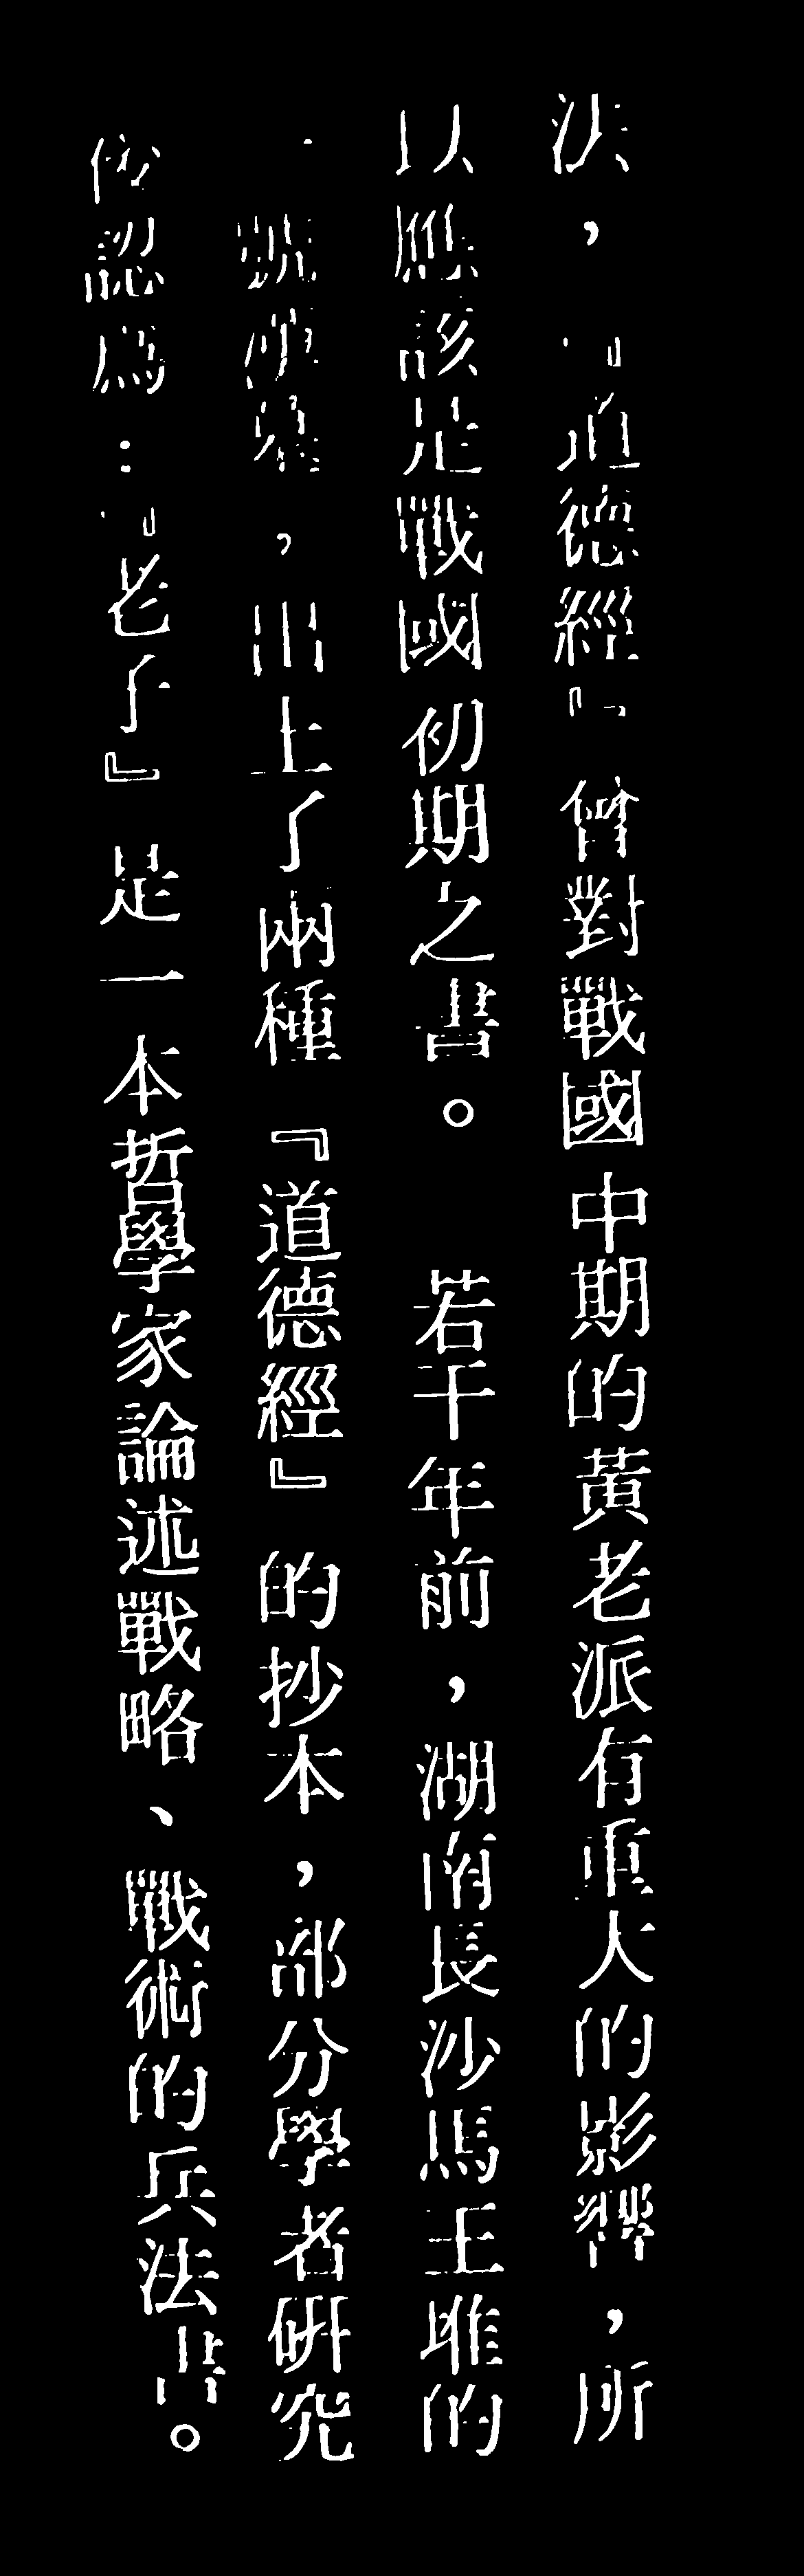 法，『道德經』曾對戰國中期的黃老派有重大的影響，所
以應該是戰國初期之書。　若干年前，湖南長沙馬王堆的
一號漢墓，出土了兩種『道德經』的抄本，部分學者研究
後認爲：『老子』是一本哲學家論述戰略、戰術的兵法書。